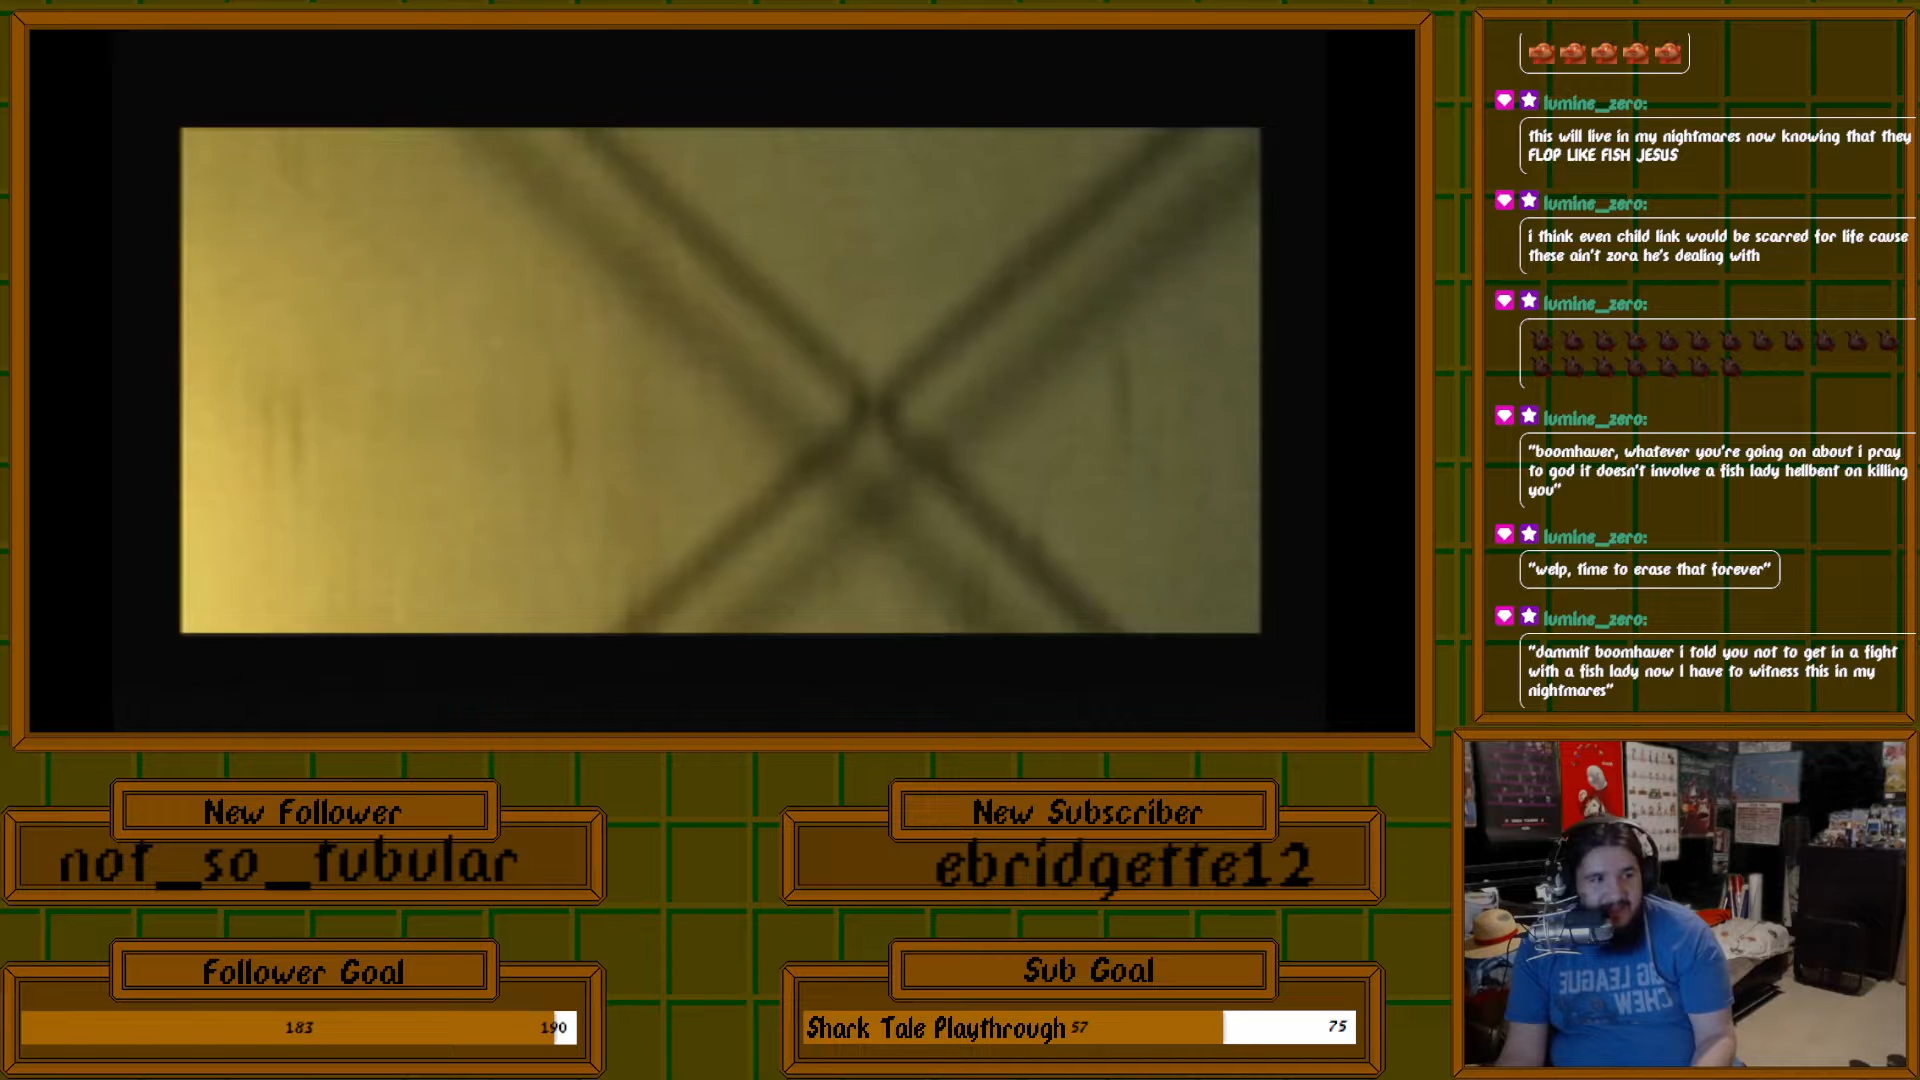 lumine_zero:
this will live in my nightmares now knowing that they
FLOP LIKE FISH JESUS
lumine_zero:
i think even child link would be scarred for life cause
these ain't zora he's dealing with
lumine_zero:
lumine_zero:
"boomhauer, whatever you're going on about i pray
to god it doesn't involve a fish lady hellbent on killing
you"
lumine_zero:
"welp, time to erase that forever"
lumine_zero:
"dammit boomhauer i told you not to get in a fight
with a fish lady now I have to witness this in my
nightmares"
New Follower
not_so_tubular
New Subscriber
ebridgette12
Follower Goal
183
190
Sub Goal
Shark Tale Playthrough 57
75
BIG LEAGUE
CHEW